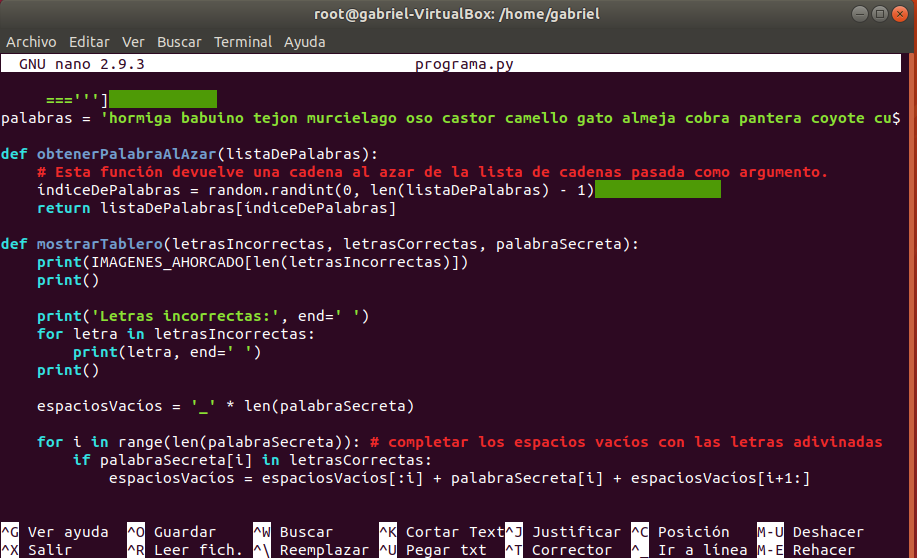 root@gabriel-VirtualBox: /home/gabriel
Archivo Editar Ver Buscar Terminal Ayuda
GNU nano 2.9.3 programa.py
===''']
palabras = 'hormiga babuino tejon murcielago oso castor camello gato almeja cobra pantera coyote cu$
def obtenerPalabraAlAzar(listaDePalabras):
# Esta función devuelve una cadena al azar de la lista de cadenas pasada como argumento.
índiceDePalabras = random.randint(0, len(listaDePalabras) - 1)
return listaDePalabras[índiceDePalabras]
def mostrarTablero(letrasIncorrectas, letrasCorrectas, palabraSecreta):
print(IMAGENES_AHORCADO[len(letrasIncorrectas)])
print()
print('Letras incorrectas:', end=' ')
for letra in letrasIncorrectas:
print(letra, end=' ')
print()
espaciosVacíos = '_' * len(palabraSecreta)
for i in range(len(palabraSecreta)): # completar los espacios vacíos con las letras adivinadas
if palabraSecreta[i] in letrasCorrectas:
espaciosVacíos = espaciosVacíos[:i] + palabraSecreta[i] + espaciosVacíos[i+1:]
^G Ver ayuda ^O Guardar ^W Buscar ^K Cortar Text ^J Justificar ^C Posición M-U Deshacer
^X Salir ^R Leer fich. ^\ Reemplazar ^U Pegar txt ^T Corrector ^_ Ir a línea M-E Rehacer